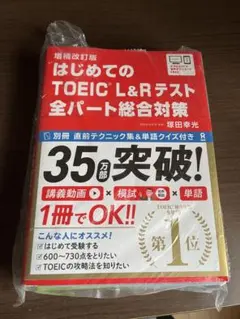 増補改訂版
はじめての
TOEIC L&Rテスト
全パート総合対策
塚田幸光
別冊 直前テクニック集&単語クイズ付き
35万部突破!
講義動画×模試×単語
1冊でOK!!
こんな人にオススメ!
はじめて受験する
600〜730点をとりたい
TOEICの攻略法を知りたい
第1位